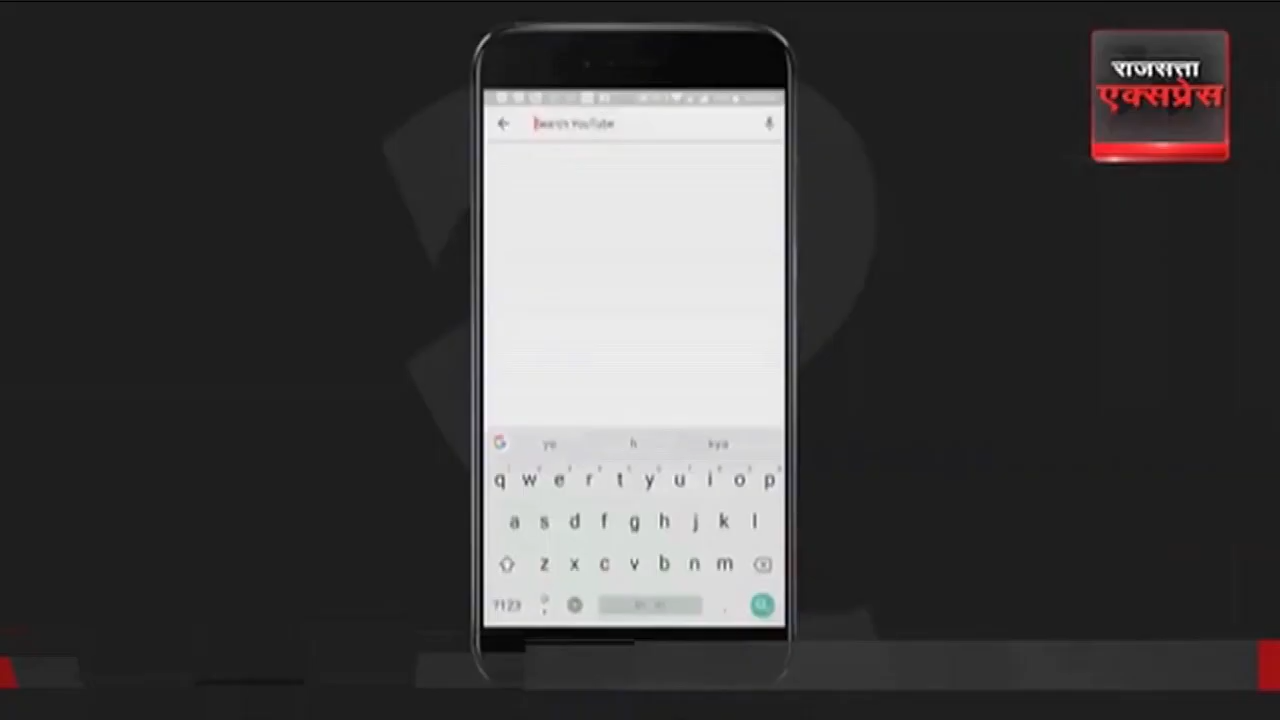 राजसत्ता
एक्सप्रेस
Search YouTube
ye h kya
q w e r t y u i o p
a s d f g h j k l
z x c v b n m
?123 , .